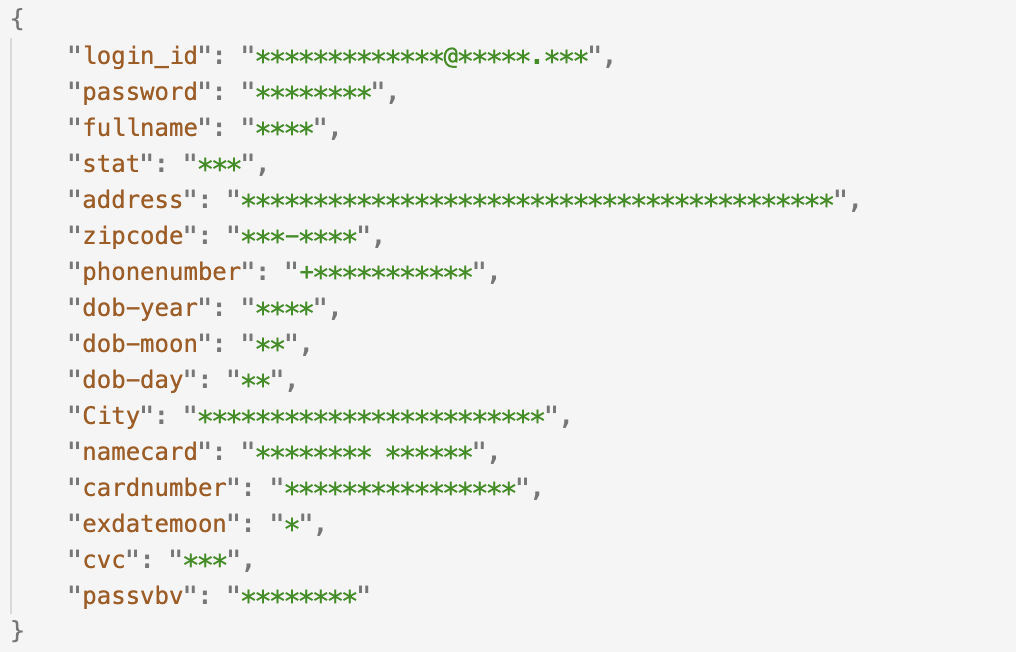 {
"login_id": "*************@*****.***",
"password": "********",
"fullname": "****",
"stat": "***",
"address": "*****************************************",
"zipcode": "***-****",
"phonenumber": "+***********",
"dob-year": "****",
"dob-moon": "**",
"dob-day": "**",
"City": "************************",
"namecard": "******** ******",
"cardnumber": "****************",
"exdatemoon": "*",
"cvc": "***",
"passvbv": "********"
}